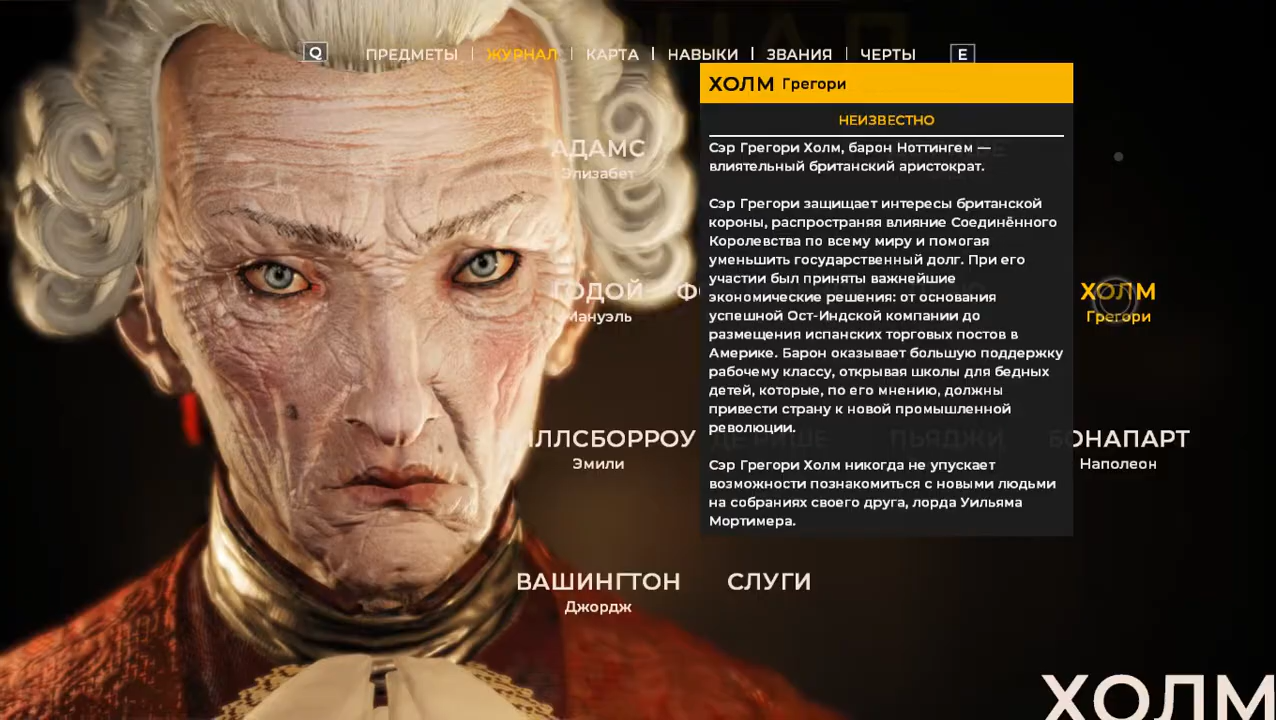 Q ПРЕДМЕТЫ ЖУРНАЛ КАРТА НАВЫКИ ЗВАНИЯ ЧЕРТЫ E
ХОЛМ Грегори
НЕИЗВЕСТНО
Сэр Грегори Холм, барон Ноттингем —
влиятельный британский аристократ.
Сэр Грегори защищает интересы британской
короны, распространяя влияние Соединённого
Королевства по всему миру и помогая
уменьшить государственный долг. При его
участии был приняты важнейшие
экономические решения: от основания
успешной Ост-Индской компании до
размещения испанских торговых постов в
Америке. Барон оказывает большую поддержку
рабочему классу, открывая школы для бедных
детей, которые, по его мнению, должны
привести страну к новой промышленной
революции.
Сэр Грегори Холм никогда не упускает
возможности познакомиться с новыми людьми
на собраниях своего друга, лорда Уильяма
Мортимера.
АДАМС
Элизабет
ГОДОЙ
Мануэль
ХОЛМ
Грегори
ИЛЛСБОРРОУ
Эмили
ДЕ РИШЕ
ПЬЯДЖИ
БОНАПАРТ
Наполеон
ВАШИНГТОН
Джордж
СЛУГИ
ХОЛМ